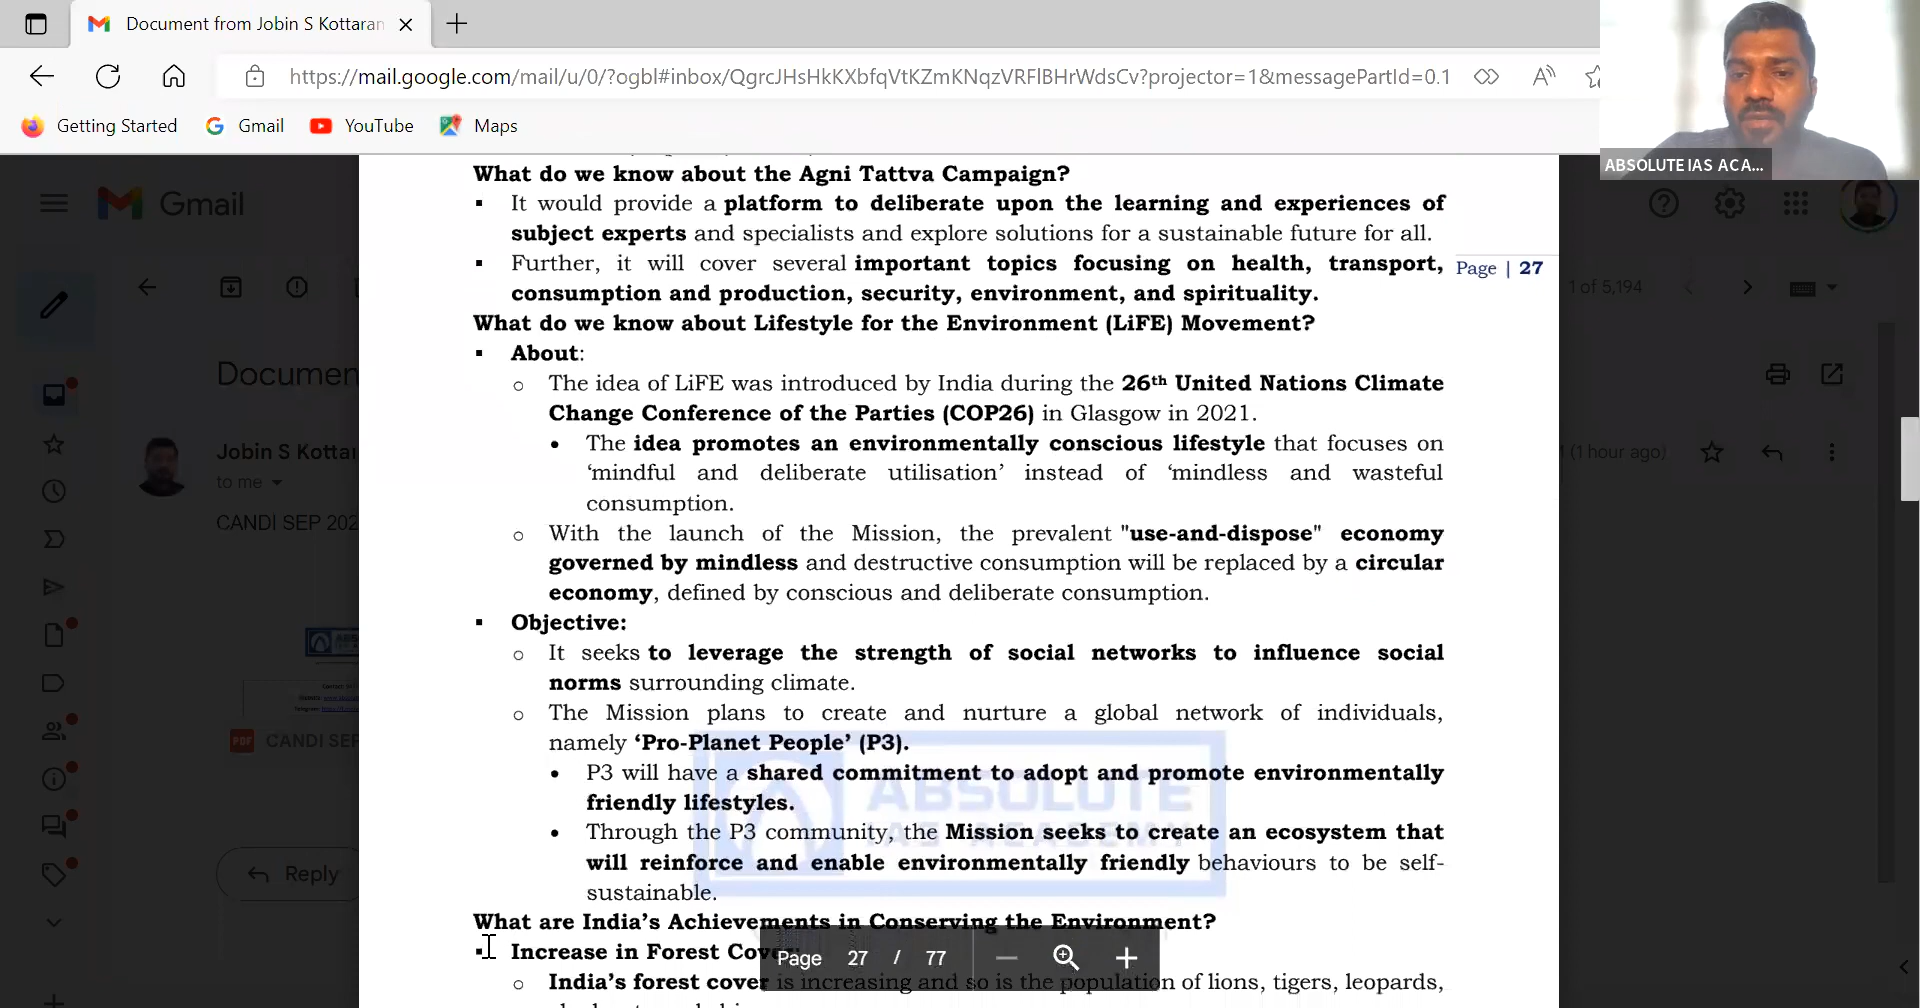 Document from Jobin S Kottaran
https://mail.google.com/mail/u/0/?ogbl#inbox/QgrcJHsHkKXbfqVtKZmKNqzVRFlBHrWdsCv?projector=1&messagePartId=0.1
Getting Started Gmail YouTube Maps
ABSOLUTE IAS ACA...
Gmail
What do we know about the Agni Tattva Campaign?
▪ It would provide a platform to deliberate upon the learning and experiences of
subject experts and specialists and explore solutions for a sustainable future for all.
▪ Further, it will cover several important topics focusing on health, transport,
Page | 27
consumption and production, security, environment, and spirituality.
1 of 5,194
What do we know about Lifestyle for the Environment (LiFE) Movement?
▪ About:
Documen
o The idea of LiFE was introduced by India during the 26th United Nations Climate
Change Conference of the Parties (COP26) in Glasgow in 2021.
• The idea promotes an environmentally conscious lifestyle that focuses on
‘mindful and deliberate utilisation’ instead of ‘mindless and wasteful
consumption.
Jobin S Kottar
(1 hour ago)
to me
CANDI SEP 202
o With the launch of the Mission, the prevalent "use-and-dispose" economy
governed by mindless and destructive consumption will be replaced by a circular
economy, defined by conscious and deliberate consumption.
▪ Objective:
o It seeks to leverage the strength of social networks to influence social
norms surrounding climate.
o The Mission plans to create and nurture a global network of individuals,
namely ‘Pro-Planet People’ (P3).
PDF CANDI SEP
• P3 will have a shared commitment to adopt and promote environmentally
friendly lifestyles.
• Through the P3 community, the Mission seeks to create an ecosystem that
will reinforce and enable environmentally friendly behaviours to be self-
sustainable.
ABSOLUTE
IAS ACADEMY
Reply
What are India’s Achievements in Conserving the Environment?
▪ Increase in Forest Cove
o India’s forest cover is increasing and so is the population of lions, tigers, leopards,
Page 27 / 77